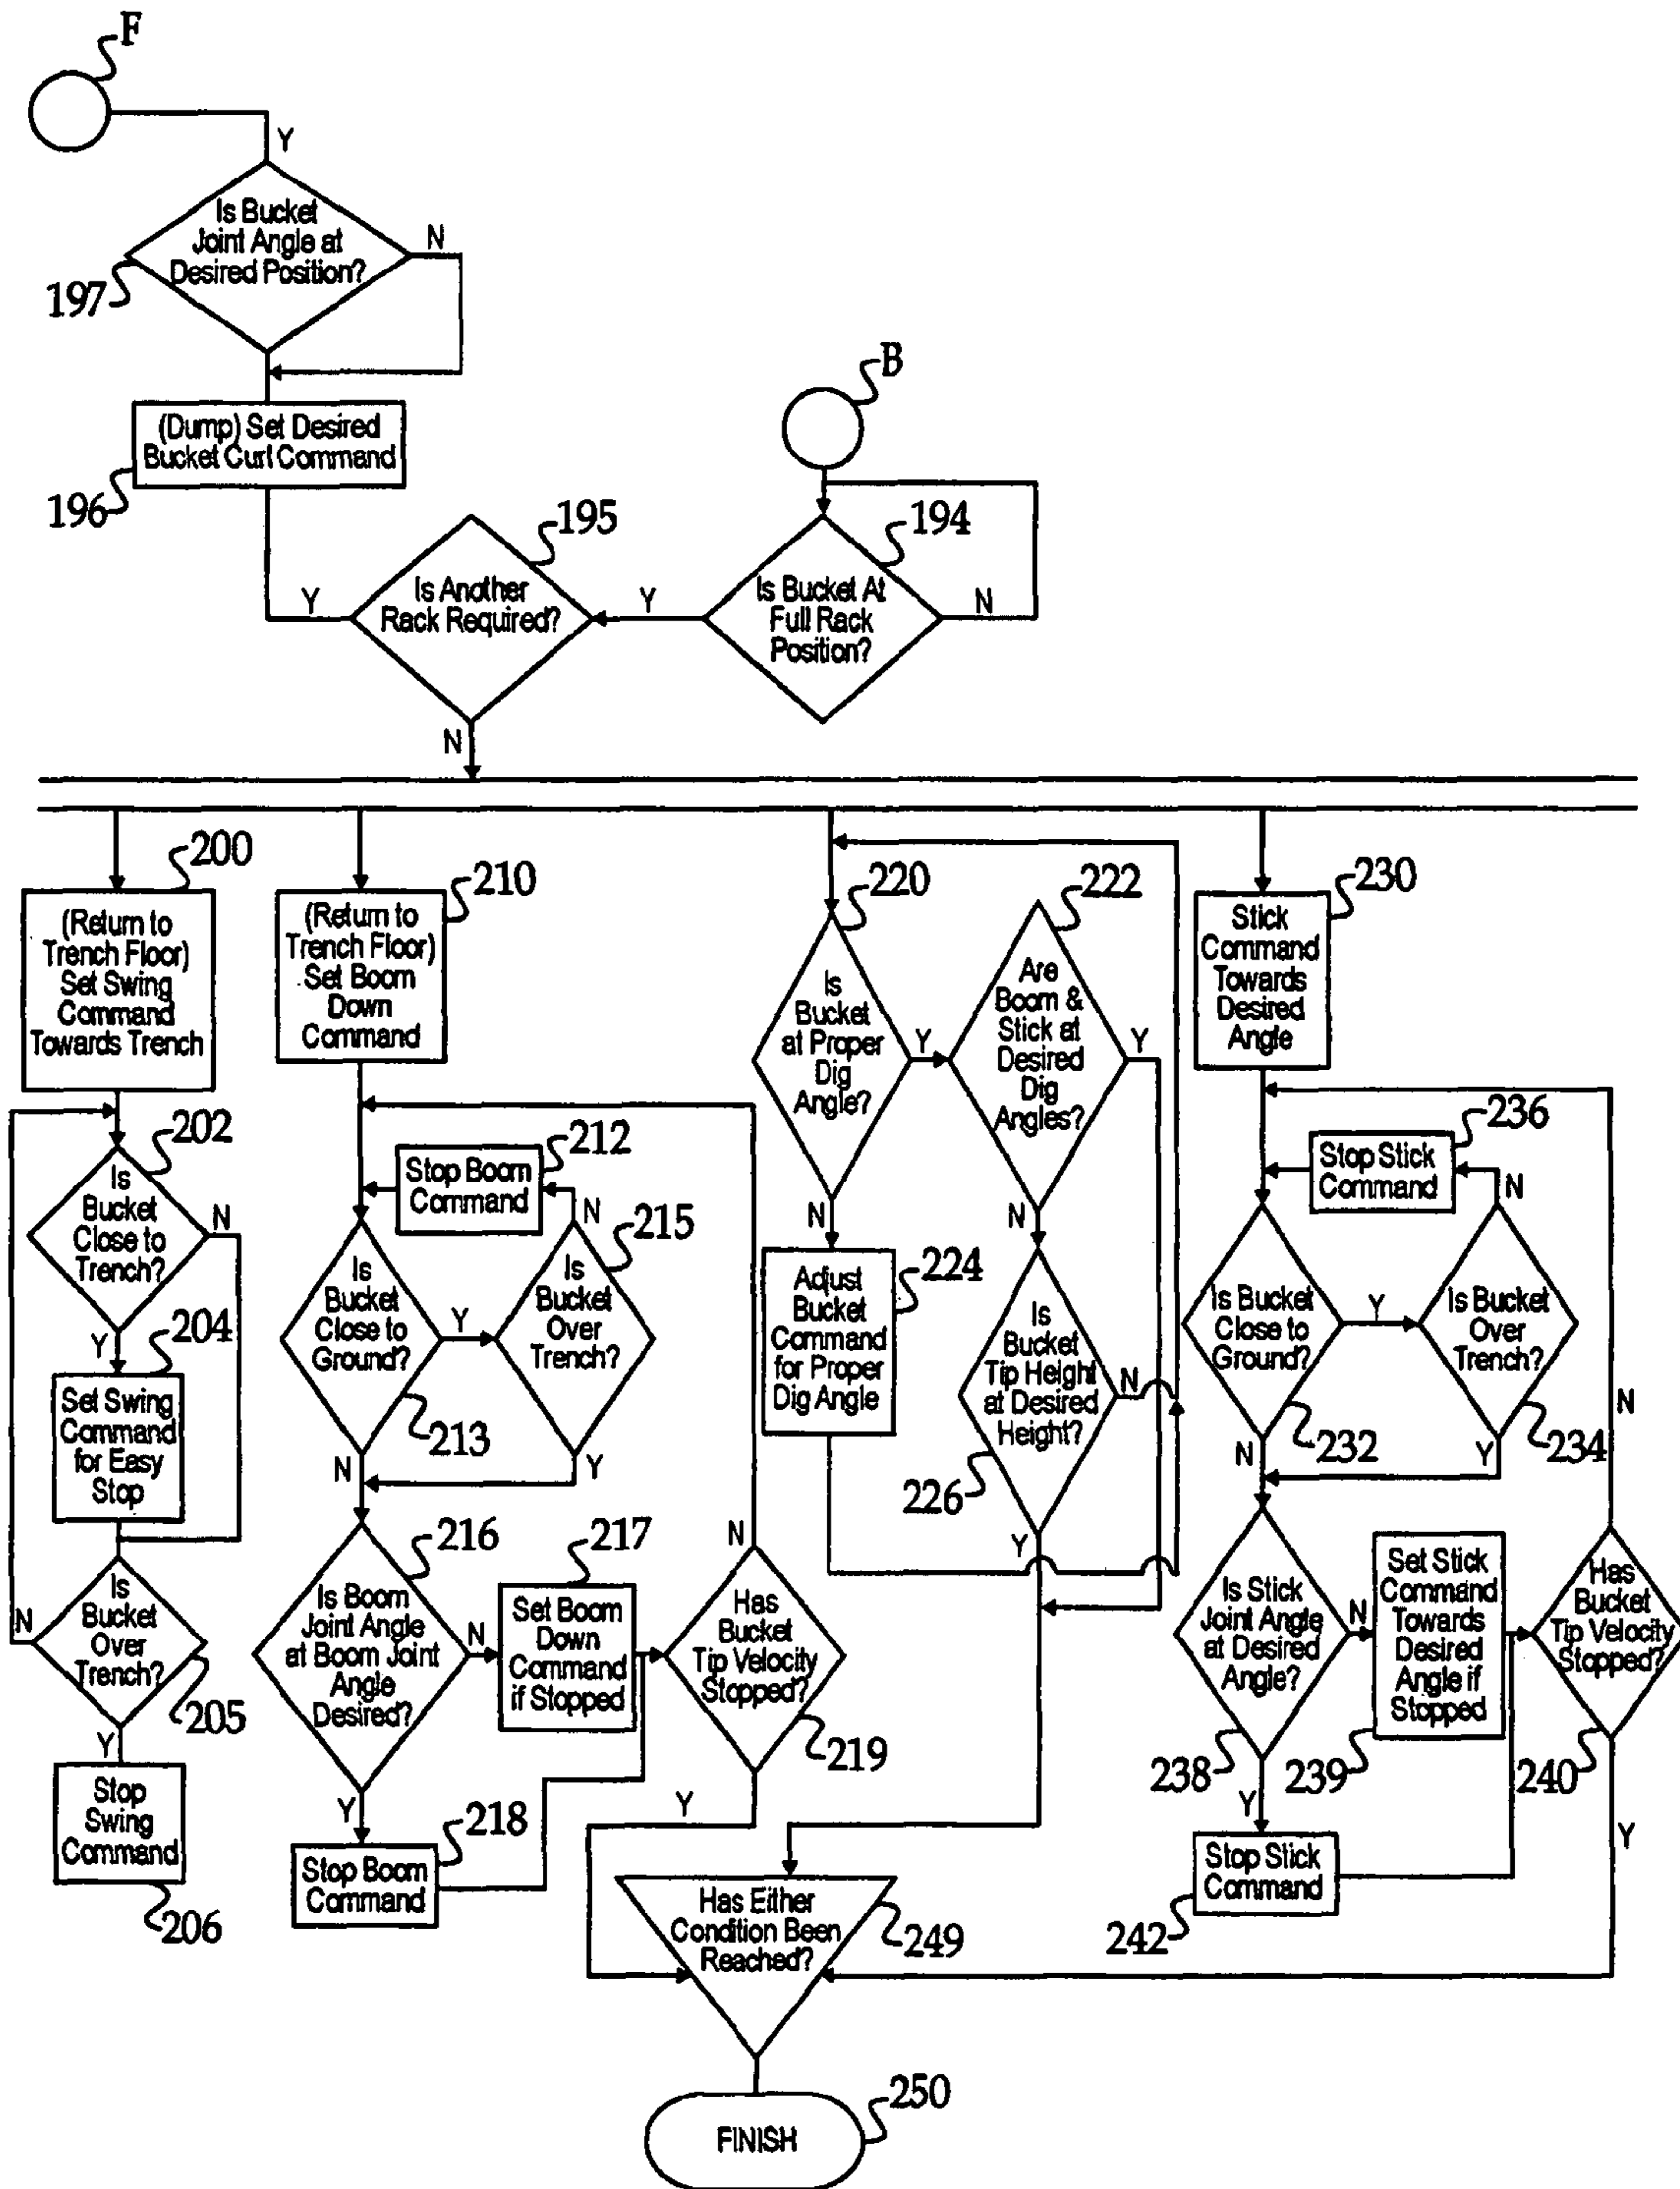 F
Y
Is Bucket
Joint Angle at
Desired Position?
N
197
B
(Dump) Set Desired
Bucket Curl Command
196
195
194
Is Another
Rack Required?
Y
Y
Is Bucket At
Full Rack
Position?
N
N
200
(Return to
Trench Floor)
Set Swing
Command
Towards Trench
202
Is
Bucket
Close to
Trench?
N
Y
204
Set Swing
Command
for Easy
Stop
Is
Bucket
Over
Trench?
N
205
Y
Stop
Swing
Command
206
210
(Return to
Trench Floor)
Set Boom
Down
Command
212
Stop Boom
Command
N
215
Is
Bucket
Close to
Ground?
Y
Is
Bucket
Over
Trench?
213
N
Y
216
Is Boom
Joint Angle
at Boom Joint
Angle
Desired?
N
217
Set Boom
Down
Command
if Stopped
N
Has
Bucket
Tip Velocity
Stopped?
219
Y
Y
218
Stop Boom
Command
220
Is
Bucket
at Proper
Dig
Angle?
Y
222
Are
Boom &
Stick at
Desired
Dig
Angles?
Y
N
N
224
Adjust
Bucket
Command
for Proper
Dig Angle
Is
Bucket
Tip Height
at Desired
Height?
N
226
Y
230
Stick
Command
Towards
Desired
Angle
236
Stop Stick
Command
N
Is Bucket
Close to
Ground?
Y
Is Bucket
Over
Trench?
N
232
234
N
Y
Is Stick
Joint Angle
at Desired
Angle?
N
Set Stick
Command
Towards
Desired
Angle if
Stopped
Has
Bucket
Tip Velocity
Stopped?
238
239
240
Y
Y
Stop Stick
Command
242
Has Either
Condition Been
Reached?
249
FINISH
250